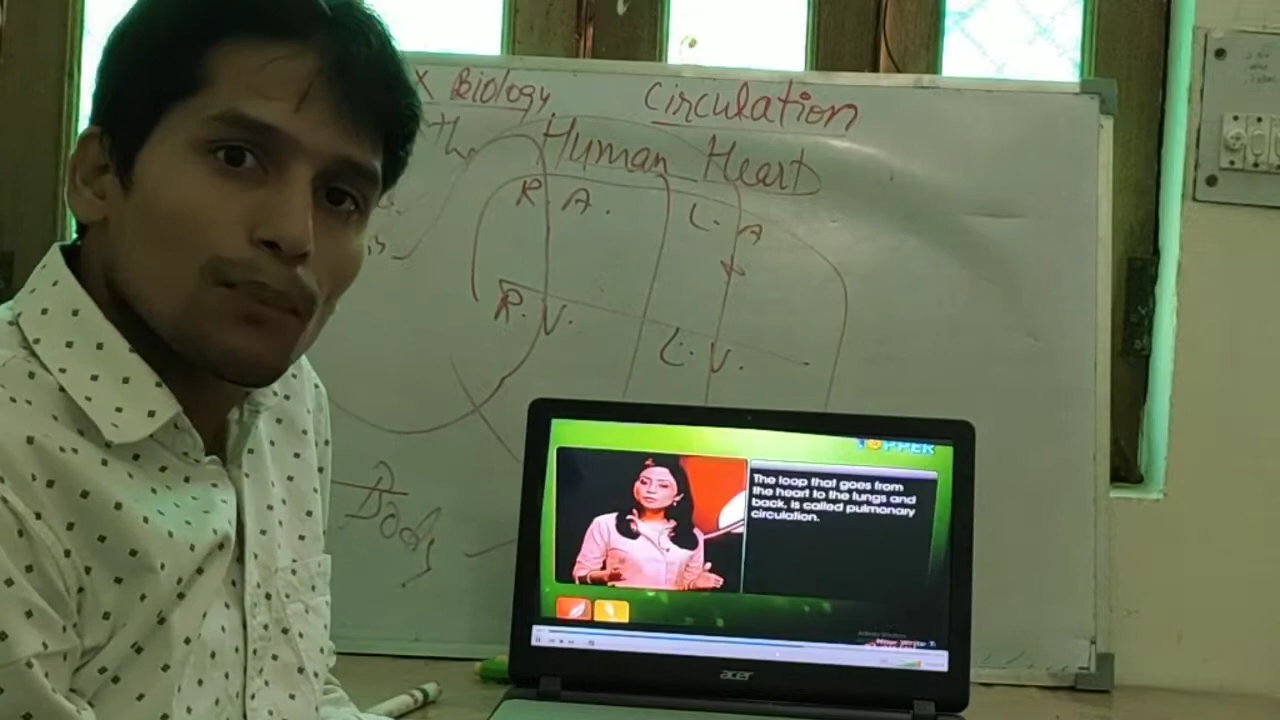 X Biology Circulation
Human Heart
R. A. L. A
R. V. L. V.
Body
TOPPER
The loop that goes from
the heart to the lungs and
back, is called pulmonary
circulation.
acer